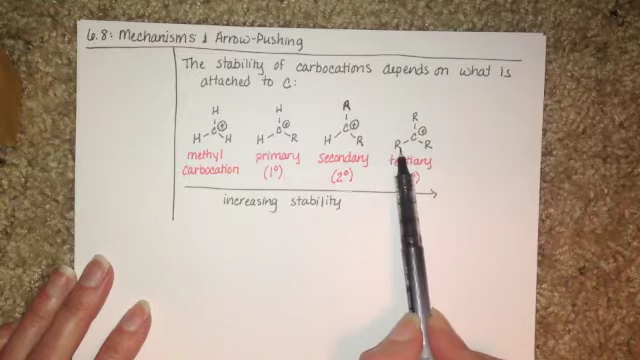 6.8: Mechanisms & Arrow-Pushing
The stability of carbocations depends on what is
attached to C:
H H R R
C⊕ C⊕ C⊕ C⊕
H H H R H R R R
methyl primary secondary tertiary
carbocation (1°) (2°)
increasing stability